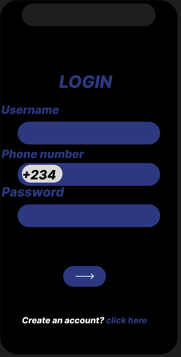 LOGIN
Username
Phone number
+234
Password
Create an account? click here